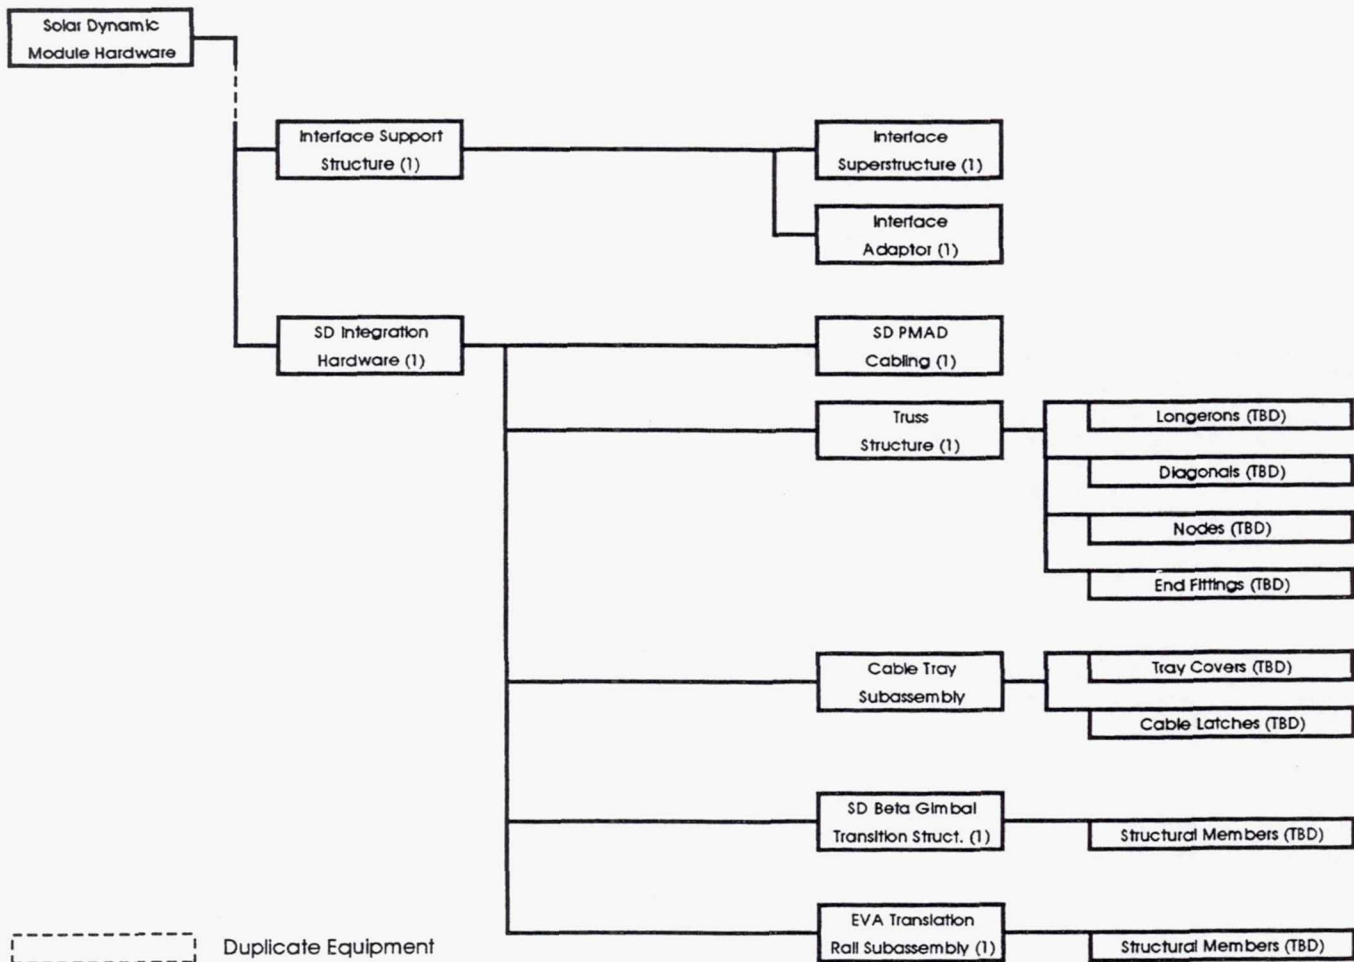 Solar Dynamic
Module Hardware
Interface Support
Structure (1)
Interface
Superstructure (1)
Interface
Adaptor (1)
SD Integration
Hardware (1)
SD PMAD
Cabling (1)
Truss
Structure (1)
Longerons (TBD)
Diagonals (TBD)
Nodes (TBD)
End Fittings (TBD)
Cable Tray
Subassembly
Tray Covers (TBD)
Cable Latches (TBD)
SD Beta Gimbal
Transition Struct. (1)
Structural Members (TBD)
EVA Translation
Rail Subassembly (1)
Structural Members (TBD)
Duplicate Equipment